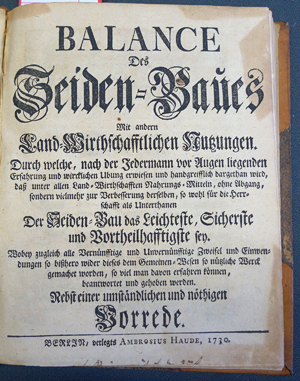 BALANCE
Des
Seiden-Baues
Mit andern
Land-Wirthschafftlichen Nutzungen.
Durch welche, nach der Jedermann vor Augen liegenden
Erfahrung und würcklichen Übung erwiesen und handgreifflich dargethan wird,
daß unter allen Land-Wirthschafften Nahrungs-Mitteln, ohne Abgang,
sondern vielmehr zur Verbesserung derselben, so wohl für die Herr-
schafft als Unterthanen
Der Seiden-Bau das Leichteste, Sicherste
und Vortheilhafftigste sey.
Wobey zugleich alle Vernünfftige und Unvernünfftige Zweifel und Einwen-
dungen so bißhero wider dieses dem Gemeinen-Wesen so nützliche Werck
gemachet worden, so viel man davon erfahren können,
beantwortet und gehoben werden.
Nebst einer umständlichen und nöthigen
Vorrede.
BERLIN, verlegts AMBROSIUS HAUDE, 1730.